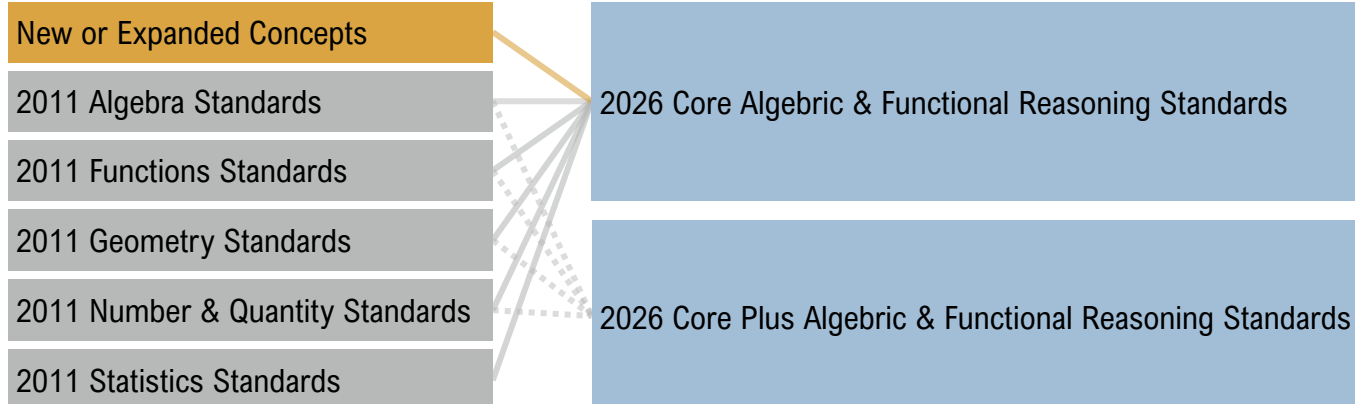 New or Expanded Concepts
2011 Algebra Standards
2011 Functions Standards
2011 Geometry Standards
2011 Number & Quantity Standards
2011 Statistics Standards
2026 Core Algebric & Functional Reasoning Standards
2026 Core Plus Algebric & Functional Reasoning Standards